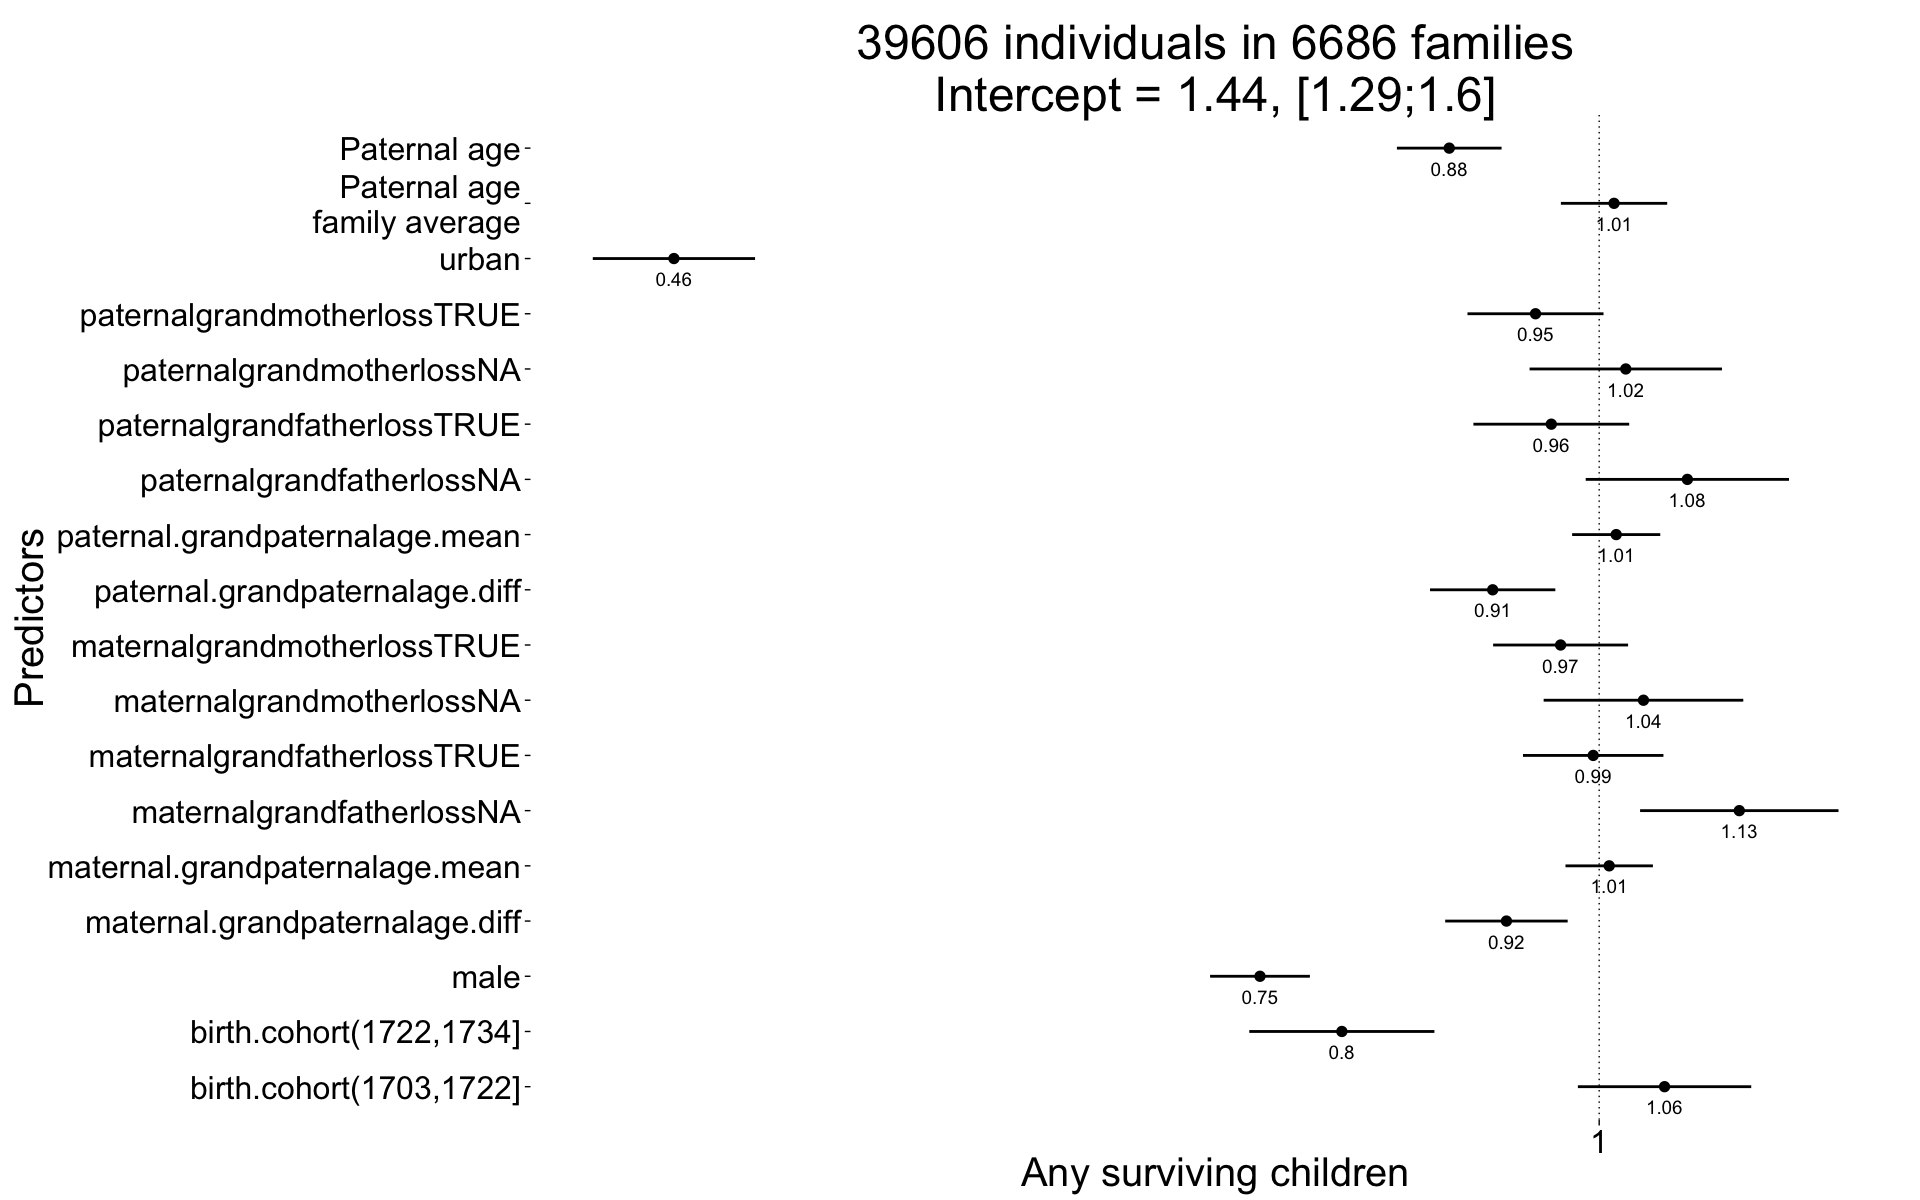 39606 individuals in 6686 families
Intercept = 1.44, [1.29;1.6]
Predictors
Paternal age
0.88
Paternal age
family average
1.01
urban
0.46
paternalgrandmotherlossTRUE
0.95
paternalgrandmotherlossNA
1.02
paternalgrandfatherlossTRUE
0.96
paternalgrandfatherlossNA
1.08
paternal.grandpaternalage.mean
1.01
paternal.grandpaternalage.diff
0.91
maternalgrandmotherlossTRUE
0.97
maternalgrandmotherlossNA
1.04
maternalgrandfatherlossTRUE
0.99
maternalgrandfatherlossNA
1.13
maternal.grandpaternalage.mean
1.01
maternal.grandpaternalage.diff
0.92
male
0.75
birth.cohort(1722,1734]
0.8
birth.cohort(1703,1722]
1.06
1
Any surviving children